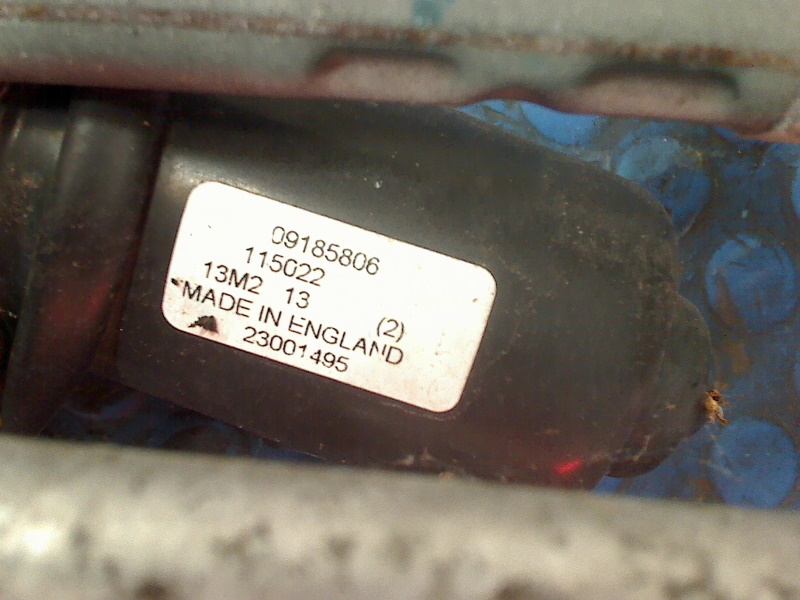 09185806
115022
13M2 13 (2)
MADE IN ENGLAND
23001495